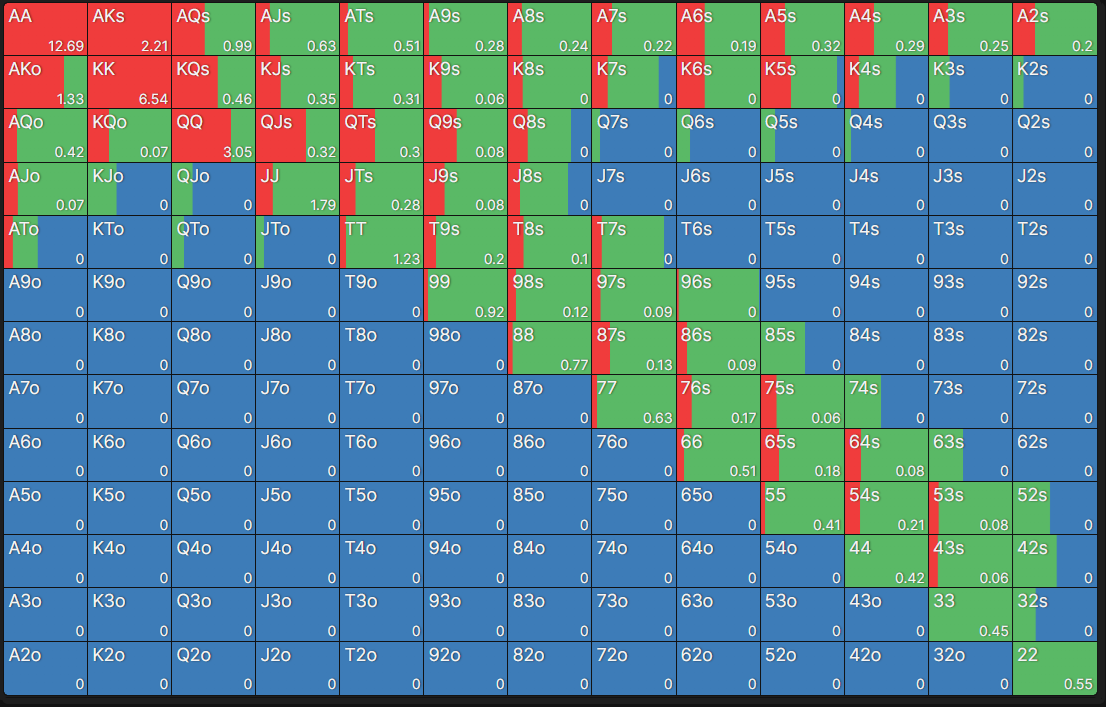 AA AKs AQs AJs ATs A9s A8s A7s A6s A5s A4s A3s A2s
12.69 2.21 0.99 0.63 0.51 0.28 0.24 0.22 0.19 0.32 0.29 0.25 0.2
AKo KK KQs KJs KTs K9s K8s K7s K6s K5s K4s K3s K2s
1.33 6.54 0.46 0.35 0.31 0.06 0 0 0 0 0 0 0
AQo KQo QQ QJs QTs Q9s Q8s Q7s Q6s Q5s Q4s Q3s Q2s
0.42 0.07 3.05 0.32 0.3 0.08 0 0 0 0 0 0 0
AJo KJo QJo JJ JTs J9s J8s J7s J6s J5s J4s J3s J2s
0.07 0 0 1.79 0.28 0.08 0 0 0 0 0 0 0
ATo KTo QTo JTo TT T9s T8s T7s T6s T5s T4s T3s T2s
0 0 0 0 1.23 0.2 0.1 0 0 0 0 0 0
A9o K9o Q9o J9o T9o 99 98s 97s 96s 95s 94s 93s 92s
0 0 0 0 0 0.92 0.12 0.09 0 0 0 0 0
A8o K8o Q8o J8o T8o 98o 88 87s 86s 85s 84s 83s 82s
0 0 0 0 0 0 0.77 0.13 0.09 0 0 0 0
A7o K7o Q7o J7o T7o 97o 87o 77 76s 75s 74s 73s 72s
0 0 0 0 0 0 0 0.63 0.17 0.06 0 0 0
A6o K6o Q6o J6o T6o 96o 86o 76o 66 65s 64s 63s 62s
0 0 0 0 0 0 0 0 0.51 0.18 0.08 0 0
A5o K5o Q5o J5o T5o 95o 85o 75o 65o 55 54s 53s 52s
0 0 0 0 0 0 0 0 0 0.41 0.21 0.08 0
A4o K4o Q4o J4o T4o 94o 84o 74o 64o 54o 44 43s 42s
0 0 0 0 0 0 0 0 0 0 0.42 0.06 0
A3o K3o Q3o J3o T3o 93o 83o 73o 63o 53o 43o 33 32s
0 0 0 0 0 0 0 0 0 0 0 0.45 0
A2o K2o Q2o J2o T2o 92o 82o 72o 62o 52o 42o 32o 22
0 0 0 0 0 0 0 0 0 0 0 0 0.55